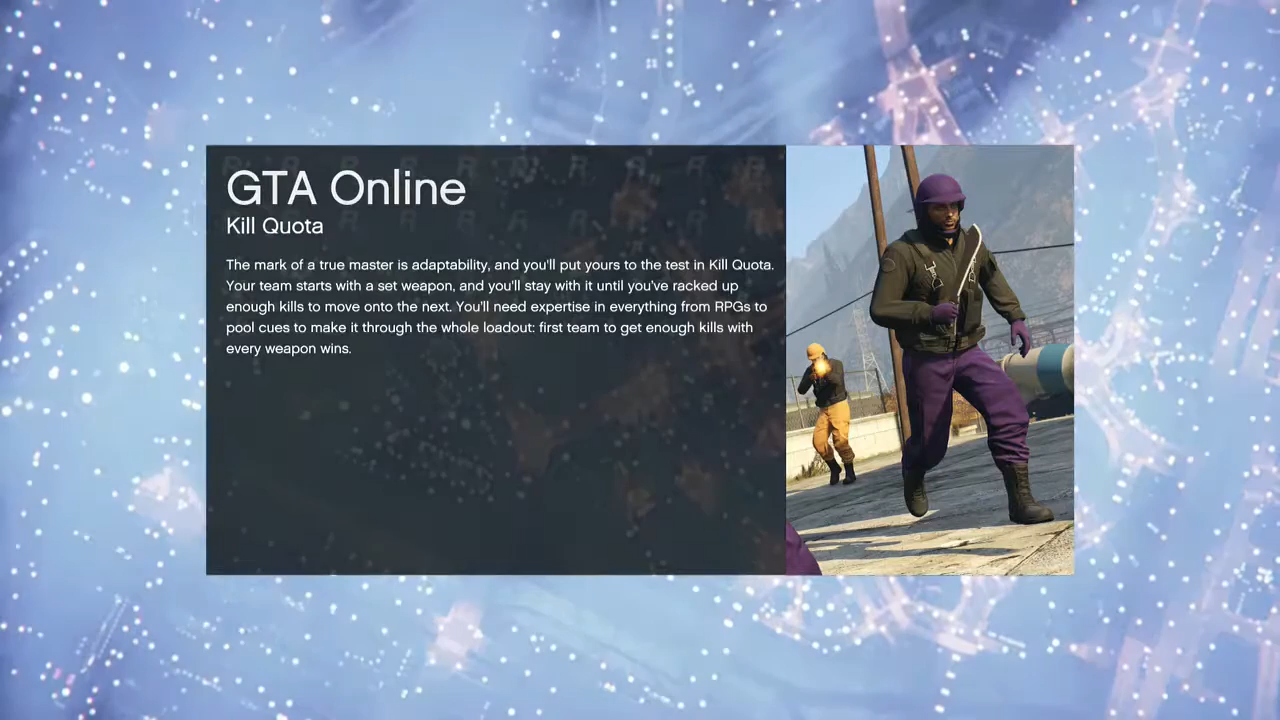 GTA Online
Kill Quota
The mark of a true master is adaptability, and you'll put yours to the test in Kill Quota.
Your team starts with a set weapon, and you'll stay with it until you've racked up
enough kills to move onto the next. You'll need expertise in everything from RPGs to
pool cues to make it through the whole loadout: first team to get enough kills with
every weapon wins.